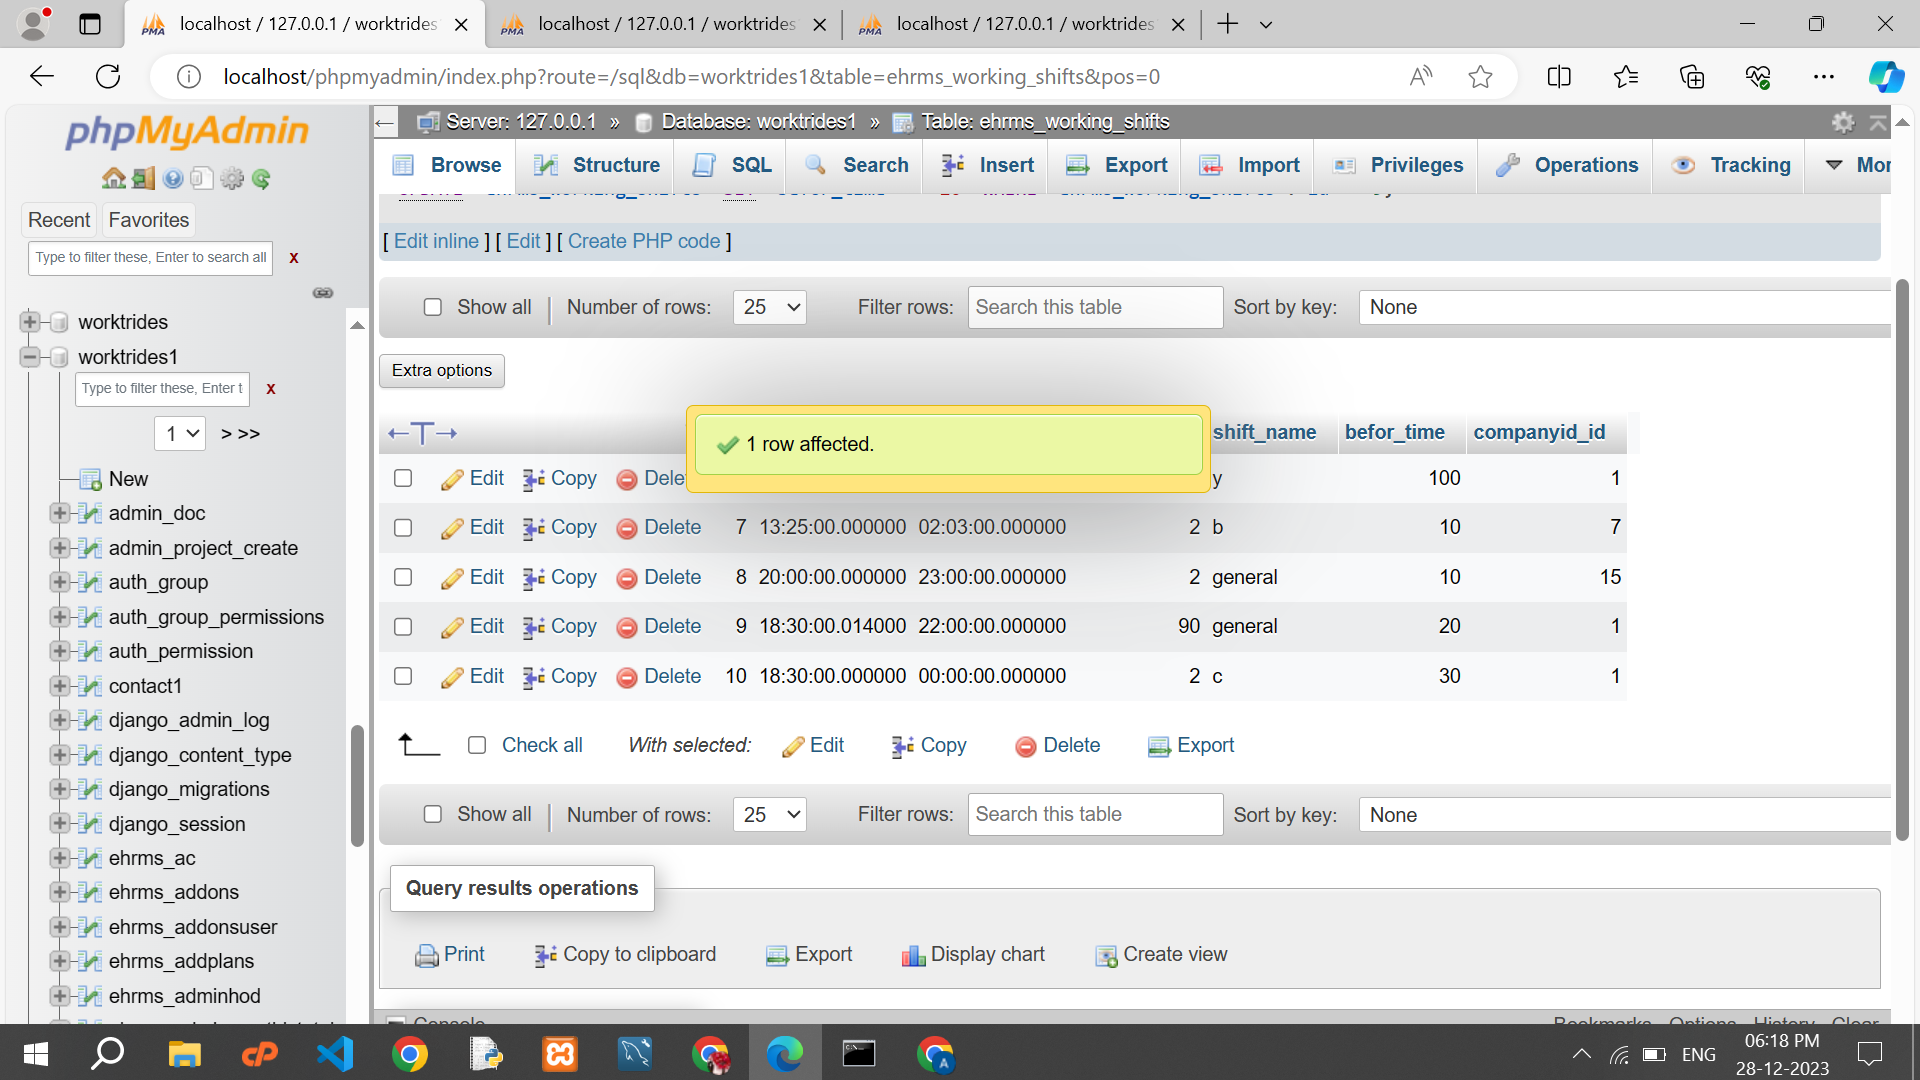 localhost / 127.0.0.1 / worktrides
localhost / 127.0.0.1 / worktrides
localhost / 127.0.0.1 / worktrides
localhost/phpmyadmin/index.php?route=/sql&db=worktrides1&table=ehrms_working_shifts&pos=0
phpMyAdmin
Recent Favorites
Type to filter these, Enter to search all X
worktrides
worktrides1
Type to filter these, Enter t X
1 > >>
New
admin_doc
admin_project_create
auth_group
auth_group_permissions
auth_permission
contact1
django_admin_log
django_content_type
django_migrations
django_session
ehrms_ac
ehrms_addons
ehrms_addonsuser
ehrms_addplans
ehrms_adminhod
Server: 127.0.0.1 » Database: worktrides1 » Table: ehrms_working_shifts
Browse Structure SQL Search Insert Export Import Privileges Operations Tracking Mor
[ Edit inline ] [ Edit ] [ Create PHP code ]
Show all Number of rows: 25 Filter rows: Search this table Sort by key: None
Extra options
←T→ shift_name befor_time companyid_id
1 row affected.
Edit Copy Delete y 100 1
Edit Copy Delete 7 13:25:00.000000 02:03:00.000000 2 b 10 7
Edit Copy Delete 8 20:00:00.000000 23:00:00.000000 2 general 10 15
Edit Copy Delete 9 18:30:00.014000 22:00:00.000000 90 general 20 1
Edit Copy Delete 10 18:30:00.000000 00:00:00.000000 2 c 30 1
Check all With selected: Edit Copy Delete Export
Show all Number of rows: 25 Filter rows: Search this table Sort by key: None
Query results operations
Print Copy to clipboard Export Display chart Create view
Console Bookmarks Options History Clear
ENG
06:18 PM
28-12-2023